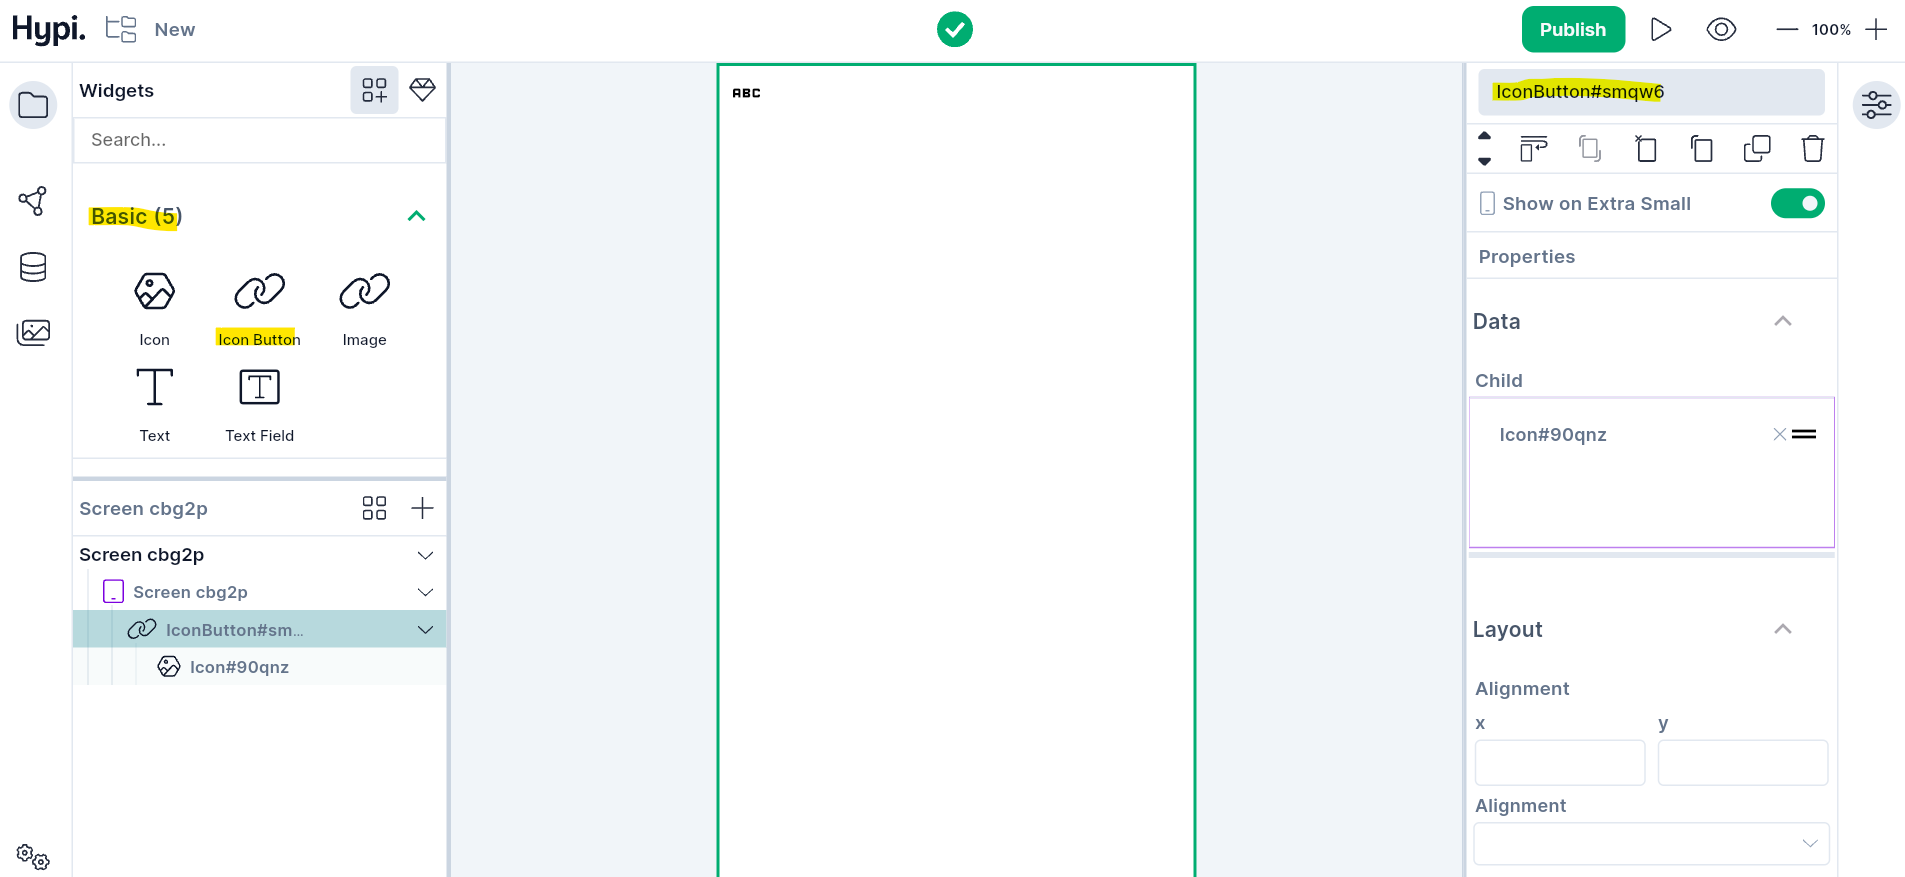 Hypi.
New
Publish
100%
Widgets
Search...
Basic (5)
Icon
Icon Button
Image
Text
Text Field
Screen cbg2p
Screen cbg2p
Screen cbg2p
IconButton#sm...
Icon#90qnz
ABC
IconButton#smqw6
Show on Extra Small
Properties
Data
Child
Icon#90qnz
Layout
Alignment
x y
Alignment